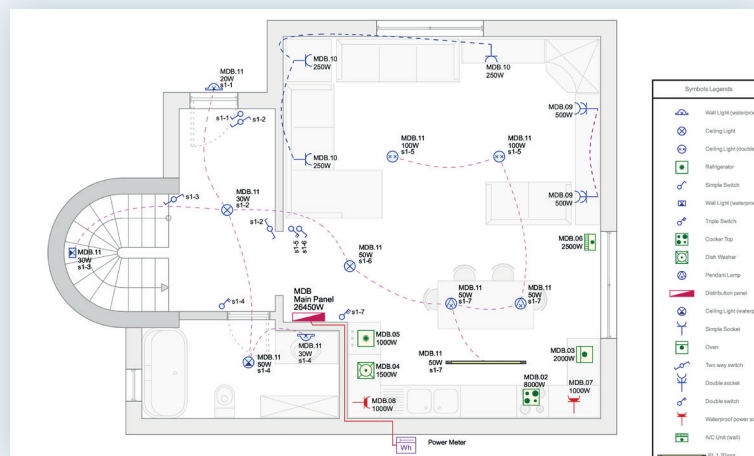 MDB.11
20W
s1-1
s1-1
s1-2
MDB.10
250W
MDB.10
250W
MDB.09
500W
MDB.11
100W
s1-5
MDB.11
100W
s1-5
MDB.10
250W
s1-3
MDB.11
30W
s1-2
s1-2
s1-5
s1-6
MDB.09
500W
MDB.06
2500W
MDB.11
30W
s1-3
MDB.11
50W
s1-6
MDB
Main Panel
26450W
s1-4
s1-7
MDB.11
50W
s1-7
MDB.11
50W
s1-7
MDB.11
30W
s1-4
MDB.05
1000W
MDB.11
50W
s1-4
MDB.04
1500W
MDB.11
50W
s1-7
MDB.03
2000W
MDB.02
8000W
MDB.07
1000W
MDB.08
1000W
Wh
Power Meter
Symbols Legends
Wall Light (waterpro
Ceiling Light
Ceiling Light (double
Refrigerator
Simple Switch
Wall Light (waterpro
Triple Switch
Cooker Top
Dish Washer
Pendant Lamp
Distribution panel
Ceiling Light (waterp
Simple Socket
Oven
Two way switch
Double socket
Double switch
Waterproof power so
A/C Unit (wall)